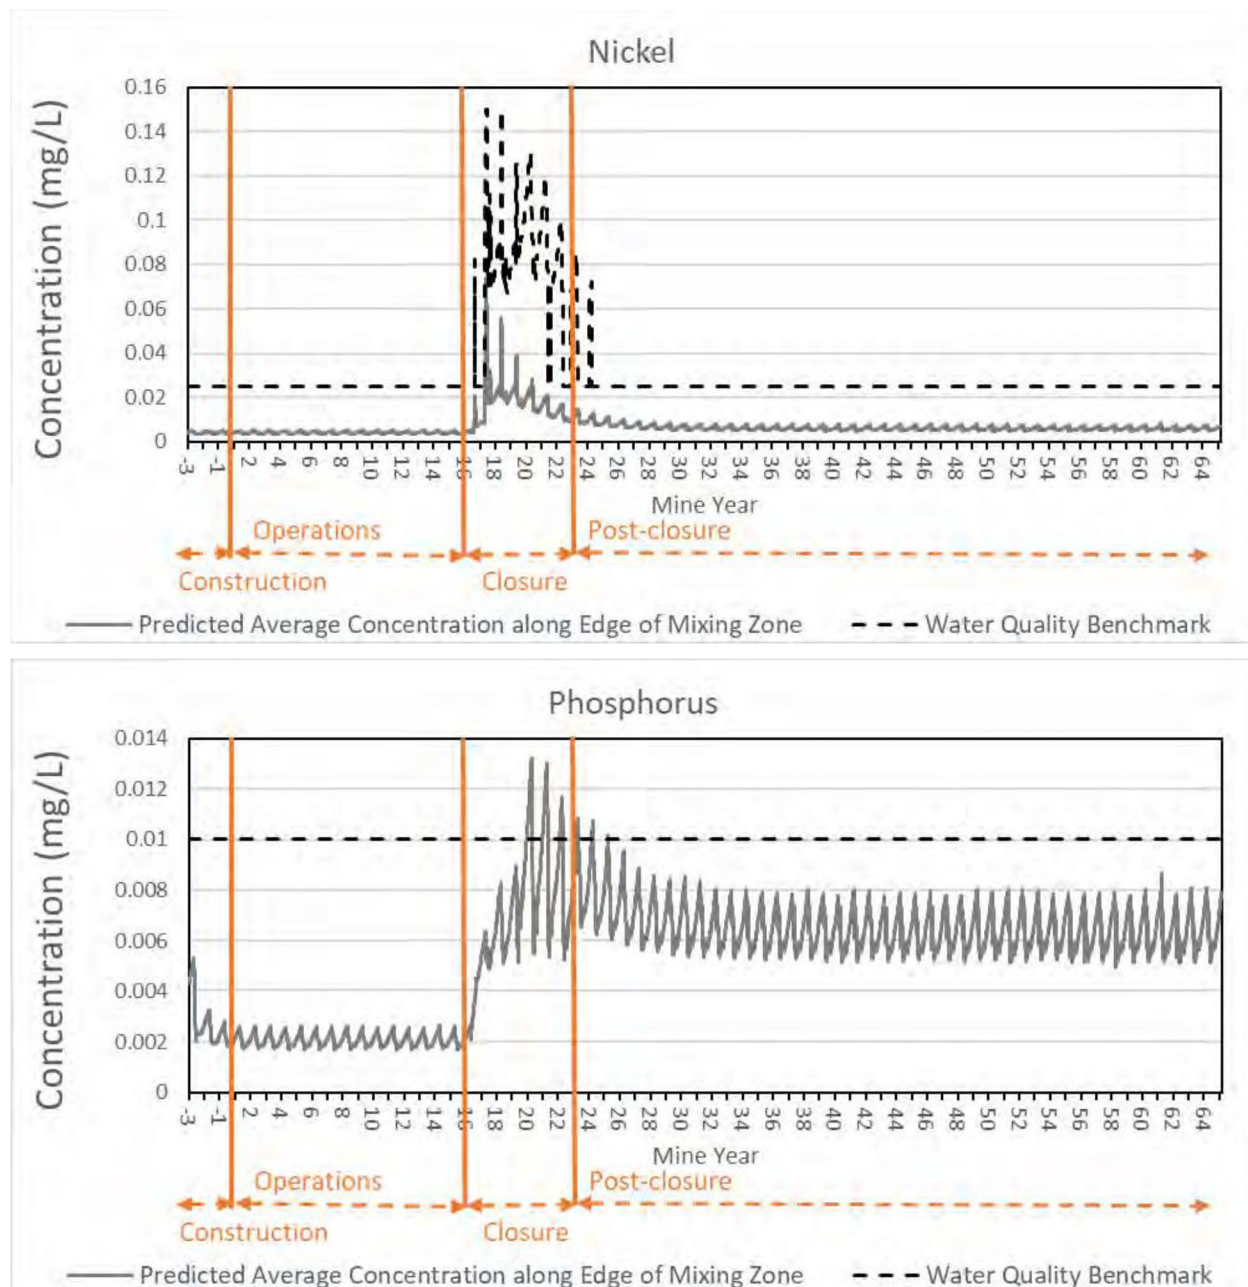 Nickel
Concentration (mg/L)
0.16
0.14
0.12
0.1
0.08
0.06
0.04
0.02
0
-3 -1 2 4 6 8 10 12 14 16 18 20 22 24 26 28 30 32 34 36 38 40 42 44 46 48 50 52 54 56 58 60 62 64
Mine Year
Operations Post-closure
Construction Closure
Predicted Average Concentration along Edge of Mixing Zone Water Quality Benchmark
Phosphorus
Concentration (mg/L)
0.014
0.012
0.01
0.008
0.006
0.004
0.002
0
-3 -1 2 4 6 8 10 12 14 16 18 20 22 24 26 28 30 32 34 36 38 40 42 44 46 48 50 52 54 56 58 60 62 64
Mine Year
Operations Post-closure
Construction Closure
Predicted Average Concentration along Edge of Mixing Zone Water Quality Benchmark